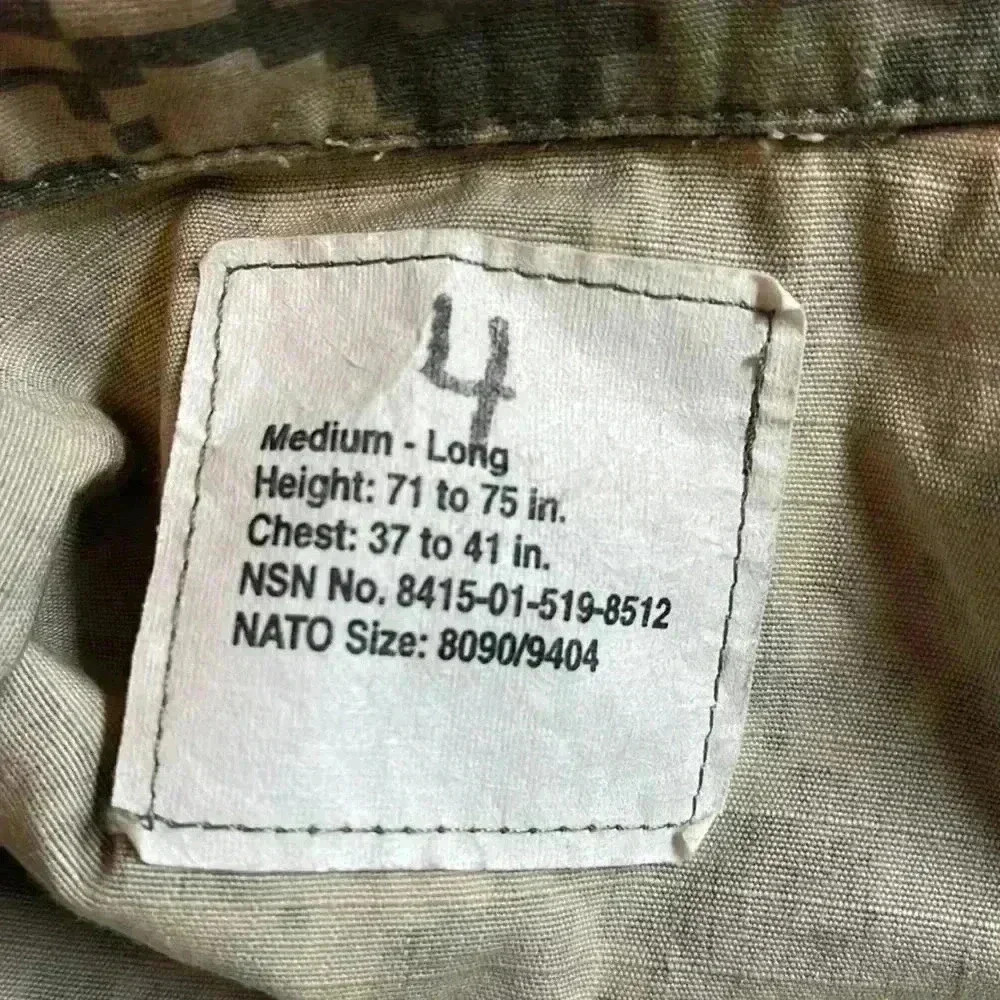 4
Medium - Long
Height: 71 to 75 in.
Chest: 37 to 41 in.
NSN No. 8415-01-519-8512
NATO Size: 8090/9404